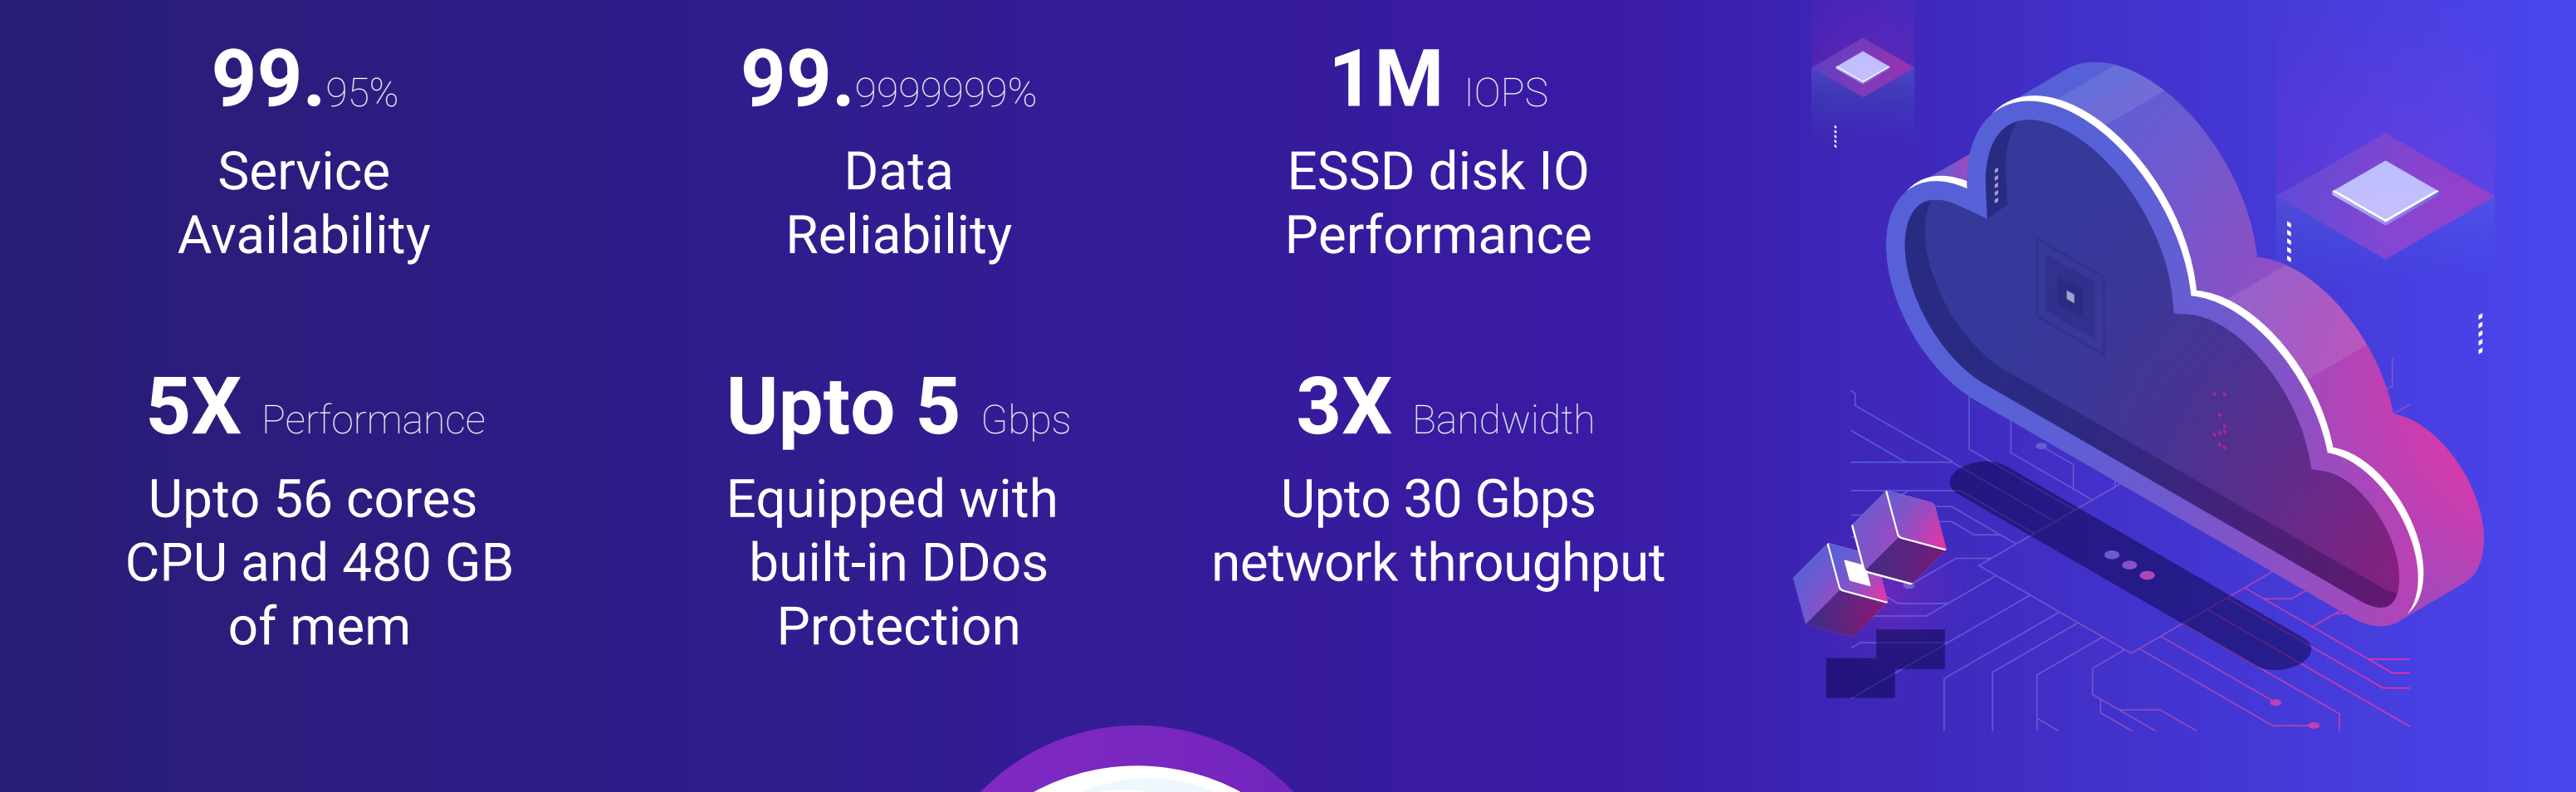 99.95%
Service
Availability
99.9999999%
Data
Reliability
1M IOPS
ESSD disk IO
Performance
5X Performance
Upto 56 cores
CPU and 480 GB
of mem
Upto 5 Gbps
Equipped with
built-in DDos
Protection
3X Bandwidth
Upto 30 Gbps
network throughput